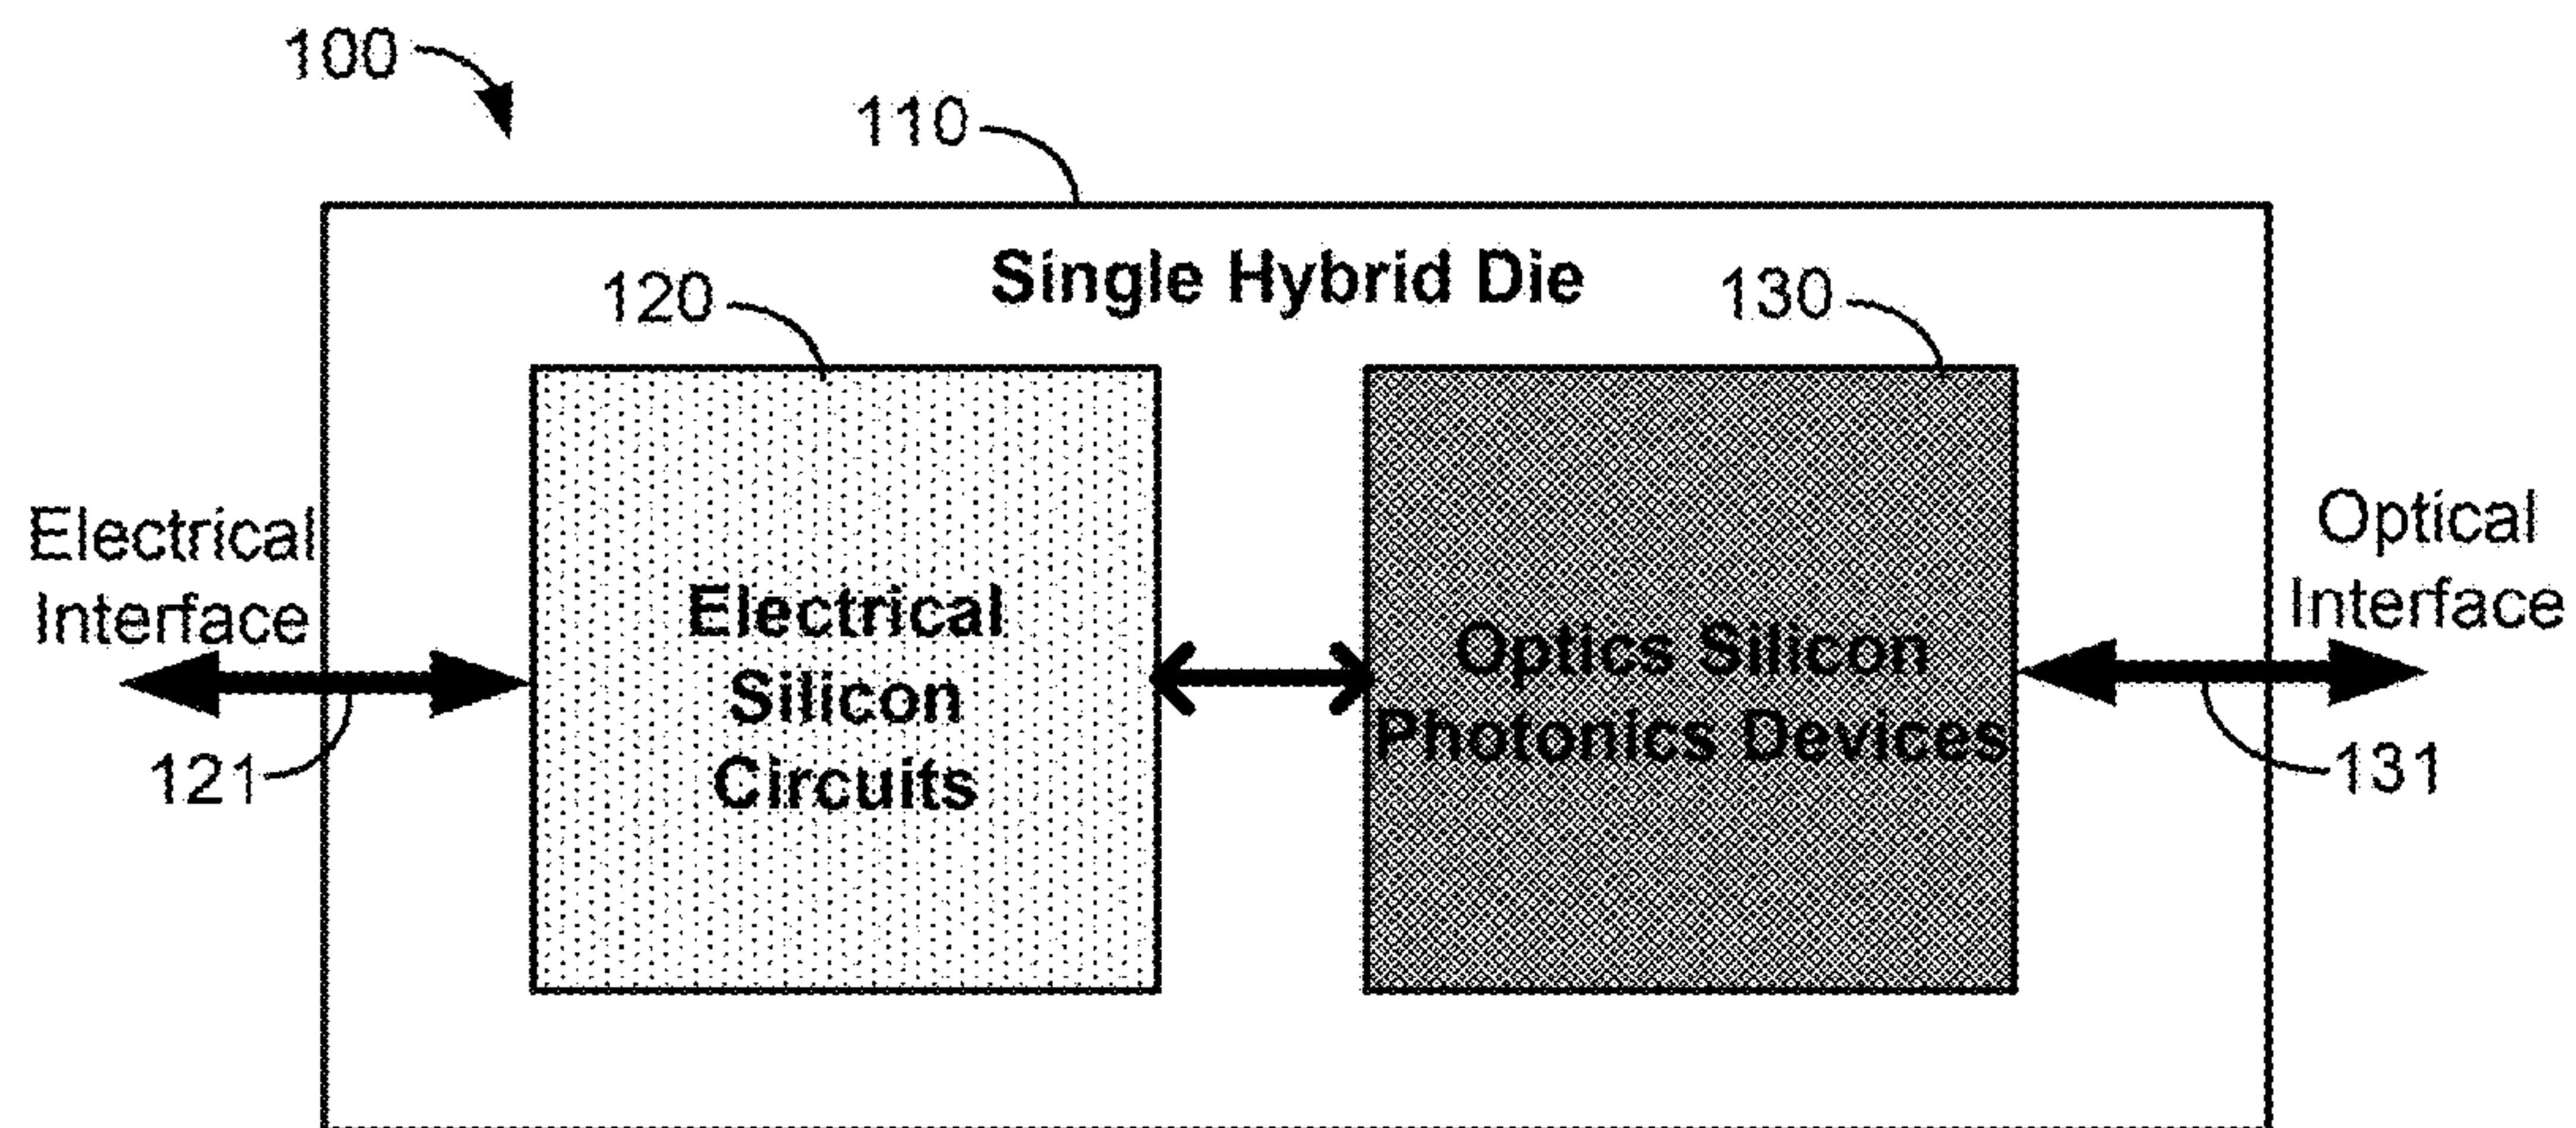 100
110
Single Hybrid Die
120
130
Electrical
Interface
Optical
Interface
Electrical
Silicon
Circuits
Optics Silicon
Photonics Devices
121
131